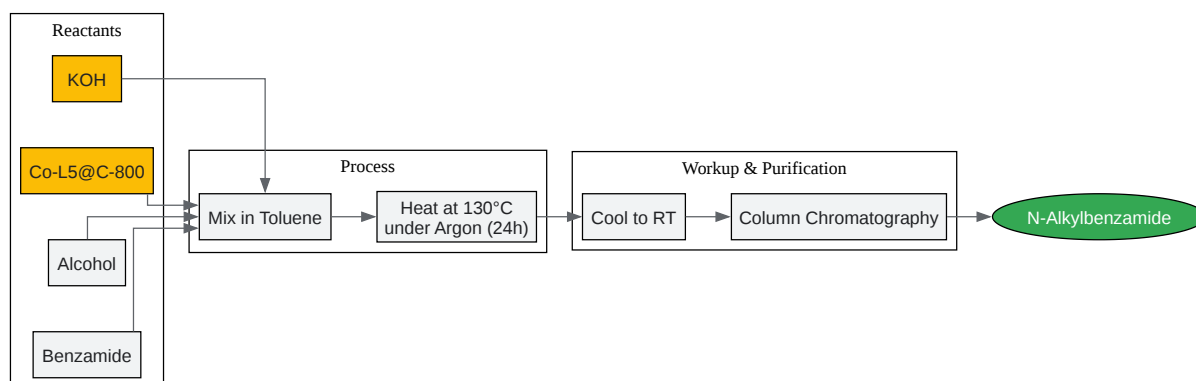 Reactants
KOH
Co-L5@C-800
Alcohol
Benzamide
Process
Mix in Toluene
Heat at 130°C
under Argon (24h)
Workup & Purification
Cool to RT
Column Chromatography
N-Alkylbenzamide